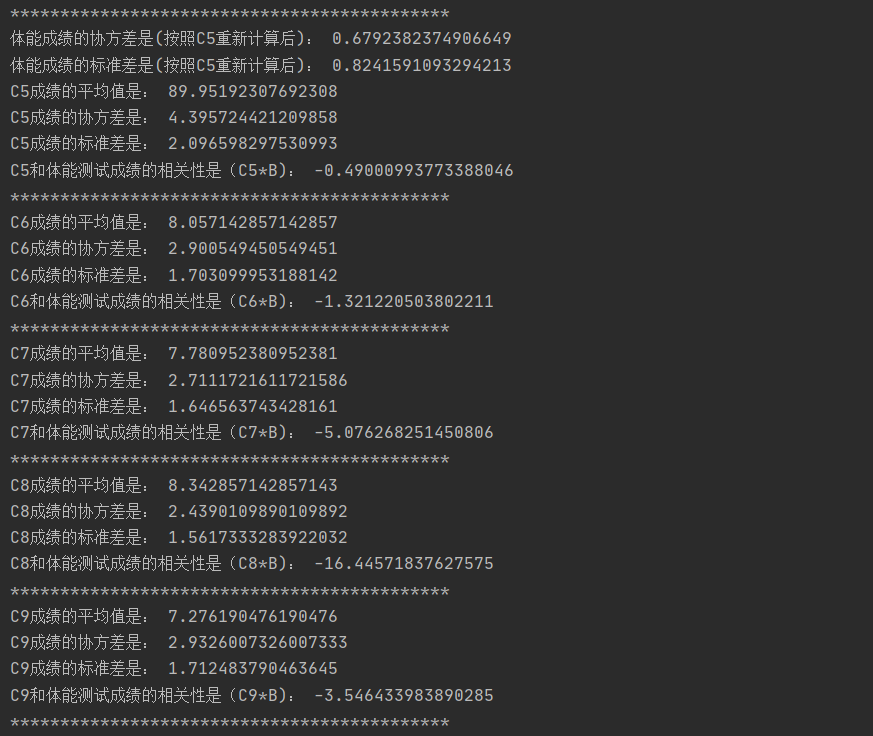 ********************************************
体能成绩的协方差是(按照C5重新计算后): 0.6792382374906649
体能成绩的标准差是(按照C5重新计算后): 0.8241591093294213
C5成绩的平均值是: 89.95192307692308
C5成绩的协方差是: 4.395724421209858
C5成绩的标准差是: 2.096598297530993
C5和体能测试成绩的相关性是（C5*B): -0.49000993773388046
********************************************
C6成绩的平均值是: 8.057142857142857
C6成绩的协方差是: 2.900549450549451
C6成绩的标准差是: 1.703099953188142
C6和体能测试成绩的相关性是（C6*B): -1.321220503802211
********************************************
C7成绩的平均值是: 7.780952380952381
C7成绩的协方差是: 2.7111721611721586
C7成绩的标准差是: 1.646563743428161
C7和体能测试成绩的相关性是（C7*B): -5.076268251450806
********************************************
C8成绩的平均值是: 8.342857142857143
C8成绩的协方差是: 2.4390109890109892
C8成绩的标准差是: 1.5617333283922032
C8和体能测试成绩的相关性是（C8*B): -16.44571837627575
********************************************
C9成绩的平均值是: 7.276190476190476
C9成绩的协方差是: 2.9326007326007333
C9成绩的标准差是: 1.712483790463645
C9和体能测试成绩的相关性是（C9*B): -3.546433983890285
********************************************